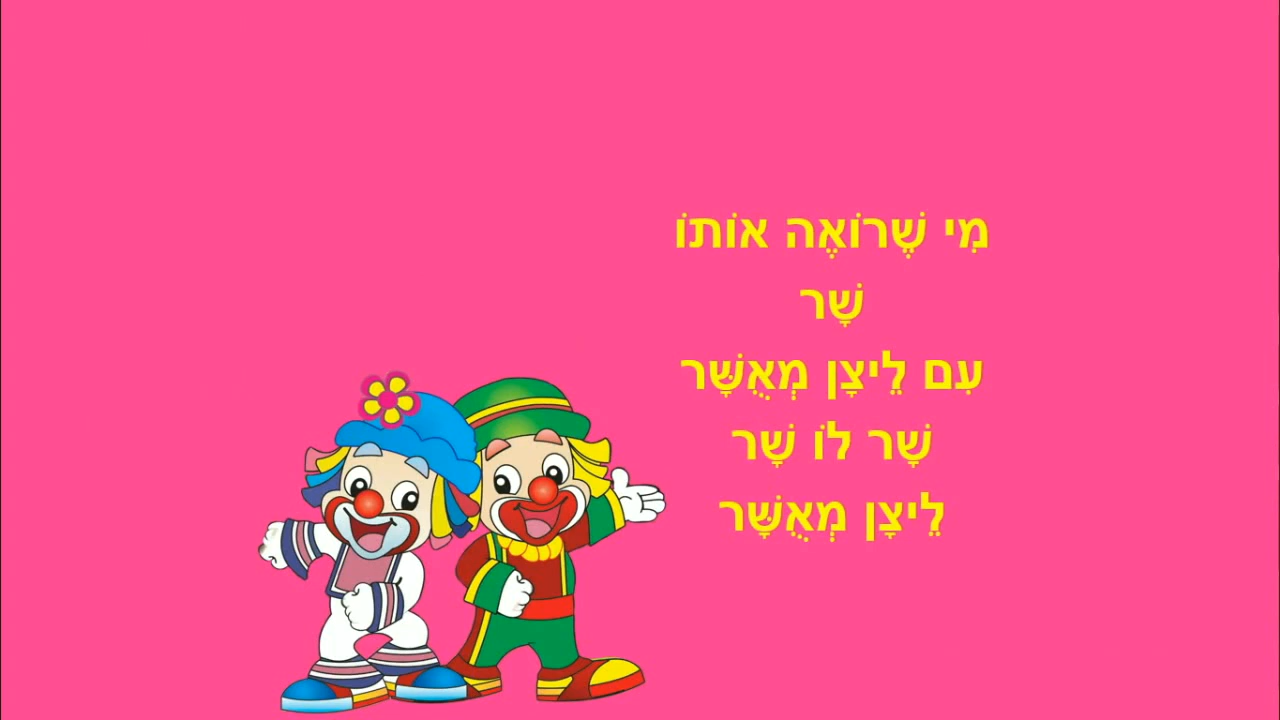 מִי שֶׁרוֹאֶה אוֹתוֹ
שָׁר
עִם לֵיצָן מְאֻשָּׁר
שָׁר לוֹ שָׁר
לֵיצָן מְאֻשָּׁר